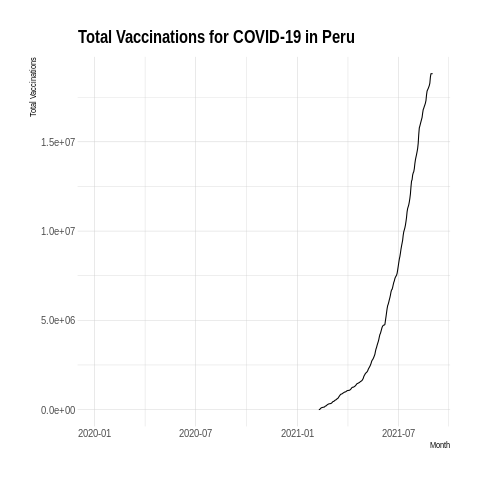 Total Vaccinations for COVID-19 in Peru
Total Vaccinations
1.5e+07
1.0e+07
5.0e+06
0.0e+00
2020-01 2020-07 2021-01 2021-07
Month